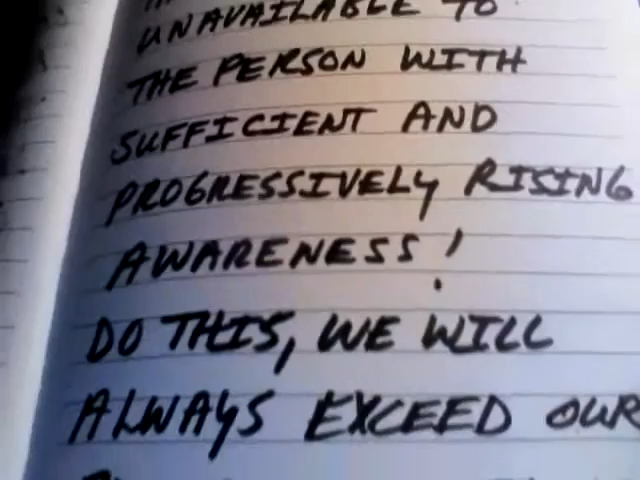 UNAVAILABLE TO
THE PERSON WITH
SUFFICIENT AND
PROGRESSIVELY RISING
AWARENESS!
DO THIS, WE WILL
ALWAYS EXCEED OUR